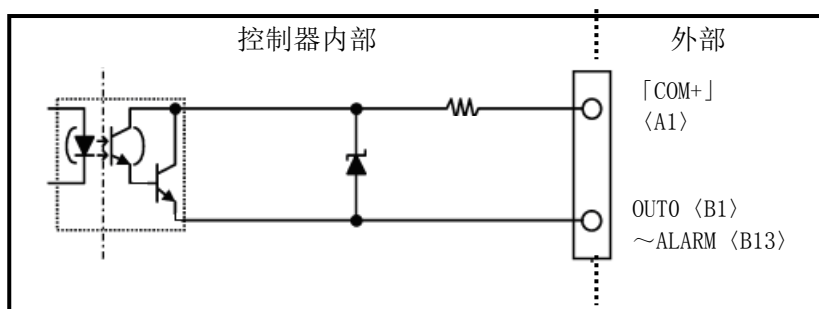 控制器内部
外部
「COM+」
〈A1〉
OUT0〈B1〉
～ALARM〈B13〉